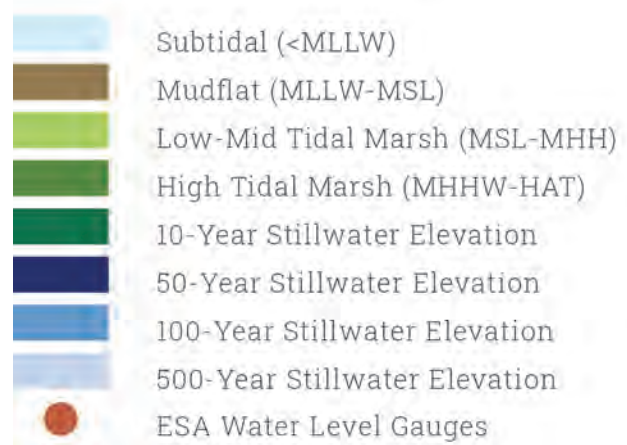 Subtidal (<MLLW)
Mudflat (MLLW-MSL)
Low-Mid Tidal Marsh (MSL-MHH)
High Tidal Marsh (MHHW-HAT)
10-Year Stillwater Elevation
50-Year Stillwater Elevation
100-Year Stillwater Elevation
500-Year Stillwater Elevation
ESA Water Level Gauges